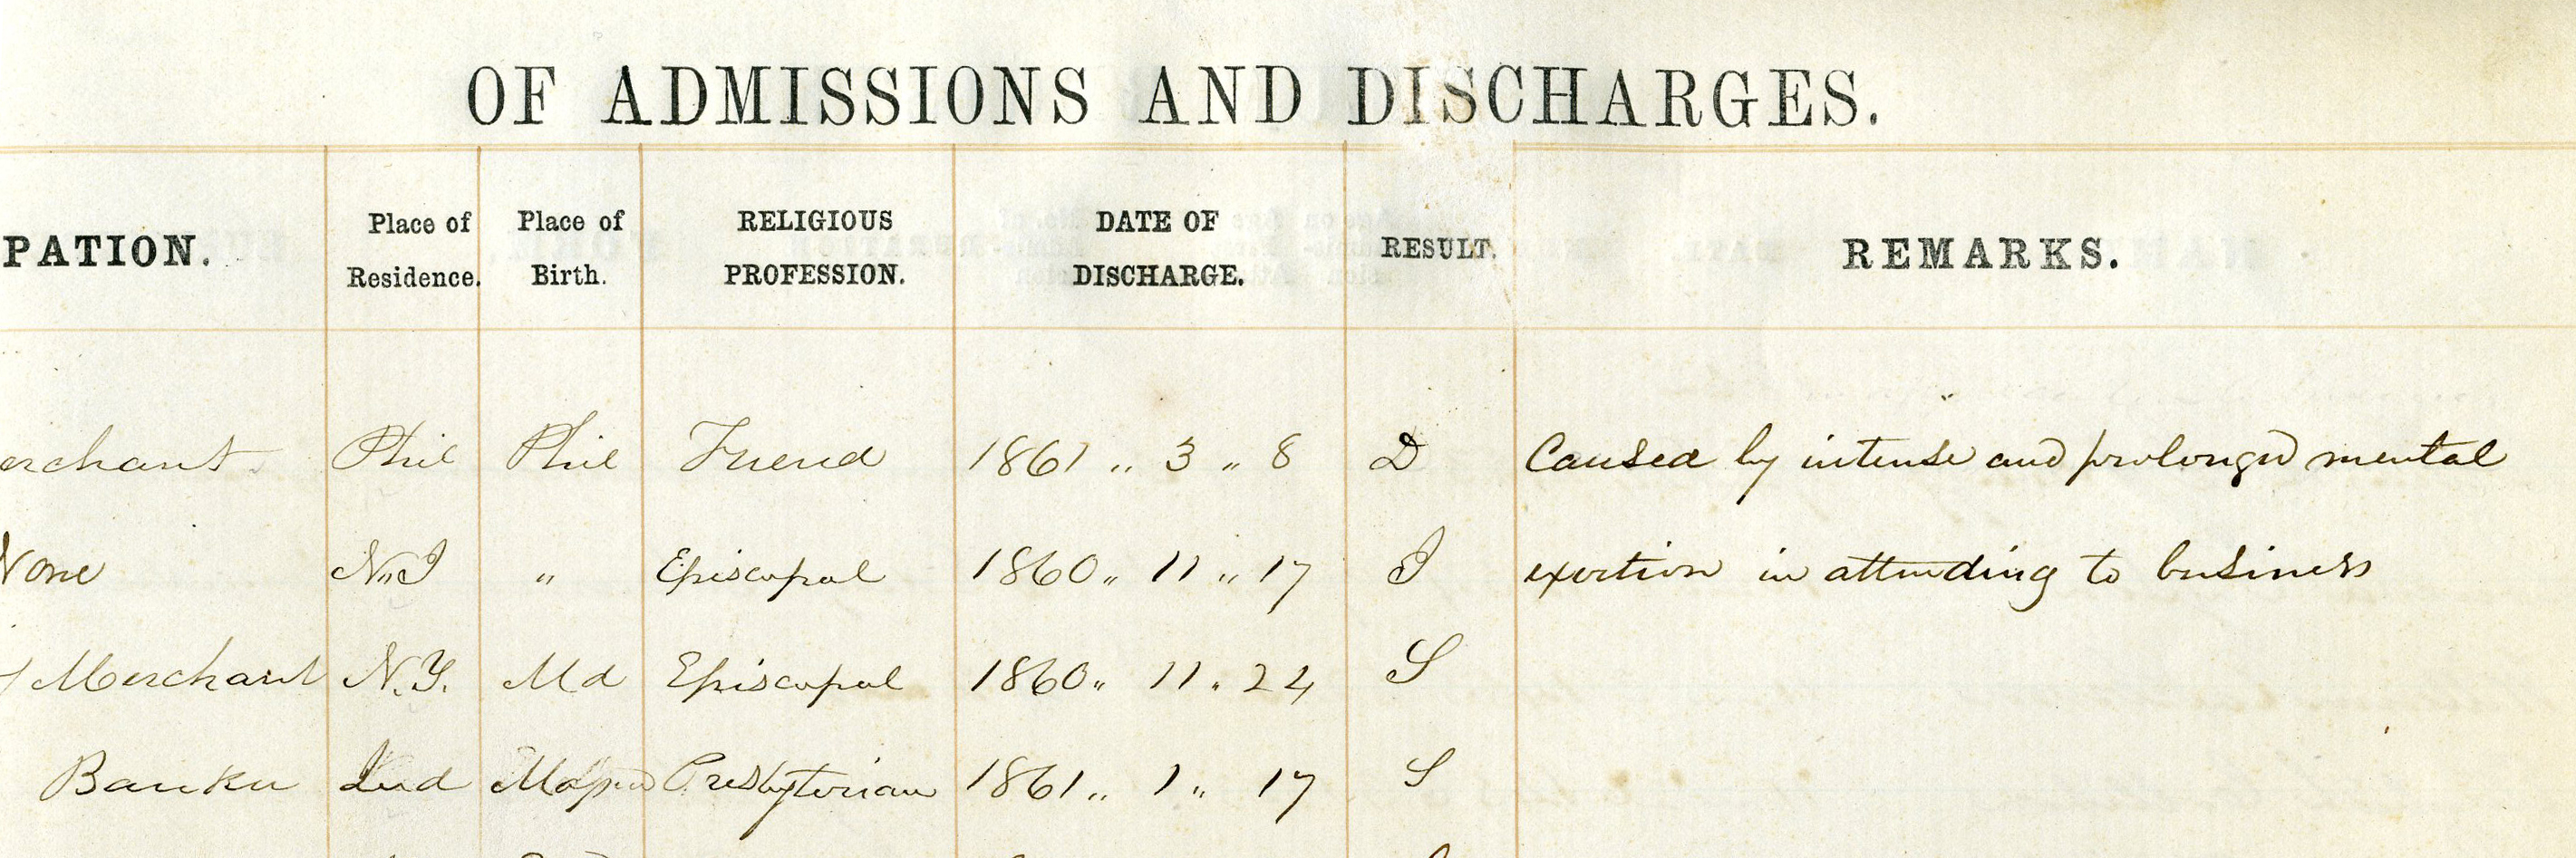 OF ADMISSIONS AND DISCHARGES.
PATION. Place of Residence. Place of Birth. RELIGIOUS PROFESSION. DATE OF DISCHARGE. RESULT. REMARKS.
erchant. Phil Phil Friend 1861 " 3 " 8 D Caused by intense and prolonged mental
None N"J " Episcopal 1860 " 11 " 17 I exertion in attending to business
Merchant N.Y. Md Episcopal 1860 " 11 " 24 S
Banker Ind Presbyterian 1861 " 1 " 17 S